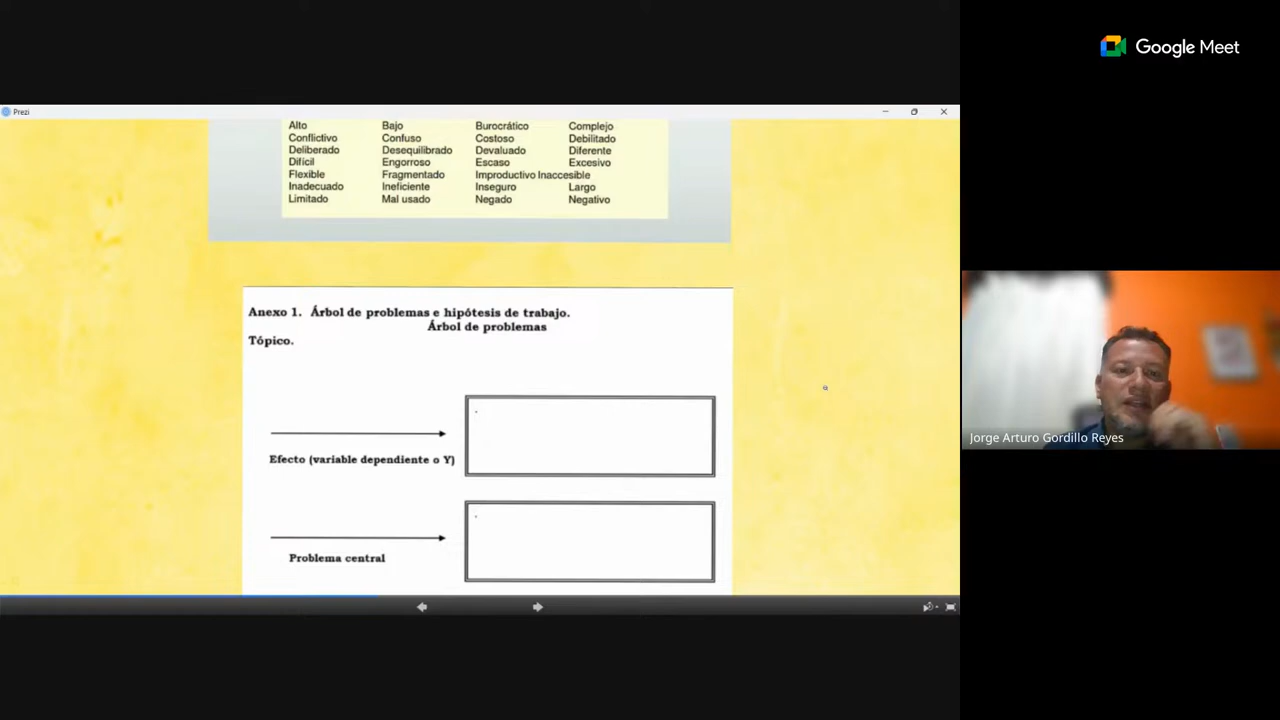 Google Meet
Prezi
Alto Bajo Burocrático Complejo
Conflictivo Confuso Costoso Debilitado
Deliberado Desequilibrado Devaluado Diferente
Difícil Engorroso Escaso Excesivo
Flexible Fragmentado Improductivo Inaccesible
Inadecuado Ineficiente Inseguro Largo
Limitado Mal usado Negado Negativo
Anexo 1. Árbol de problemas e hipótesis de trabajo.
Árbol de problemas
Tópico.
Efecto (variable dependiente o Y)
Problema central
Jorge Arturo Gordillo Reyes